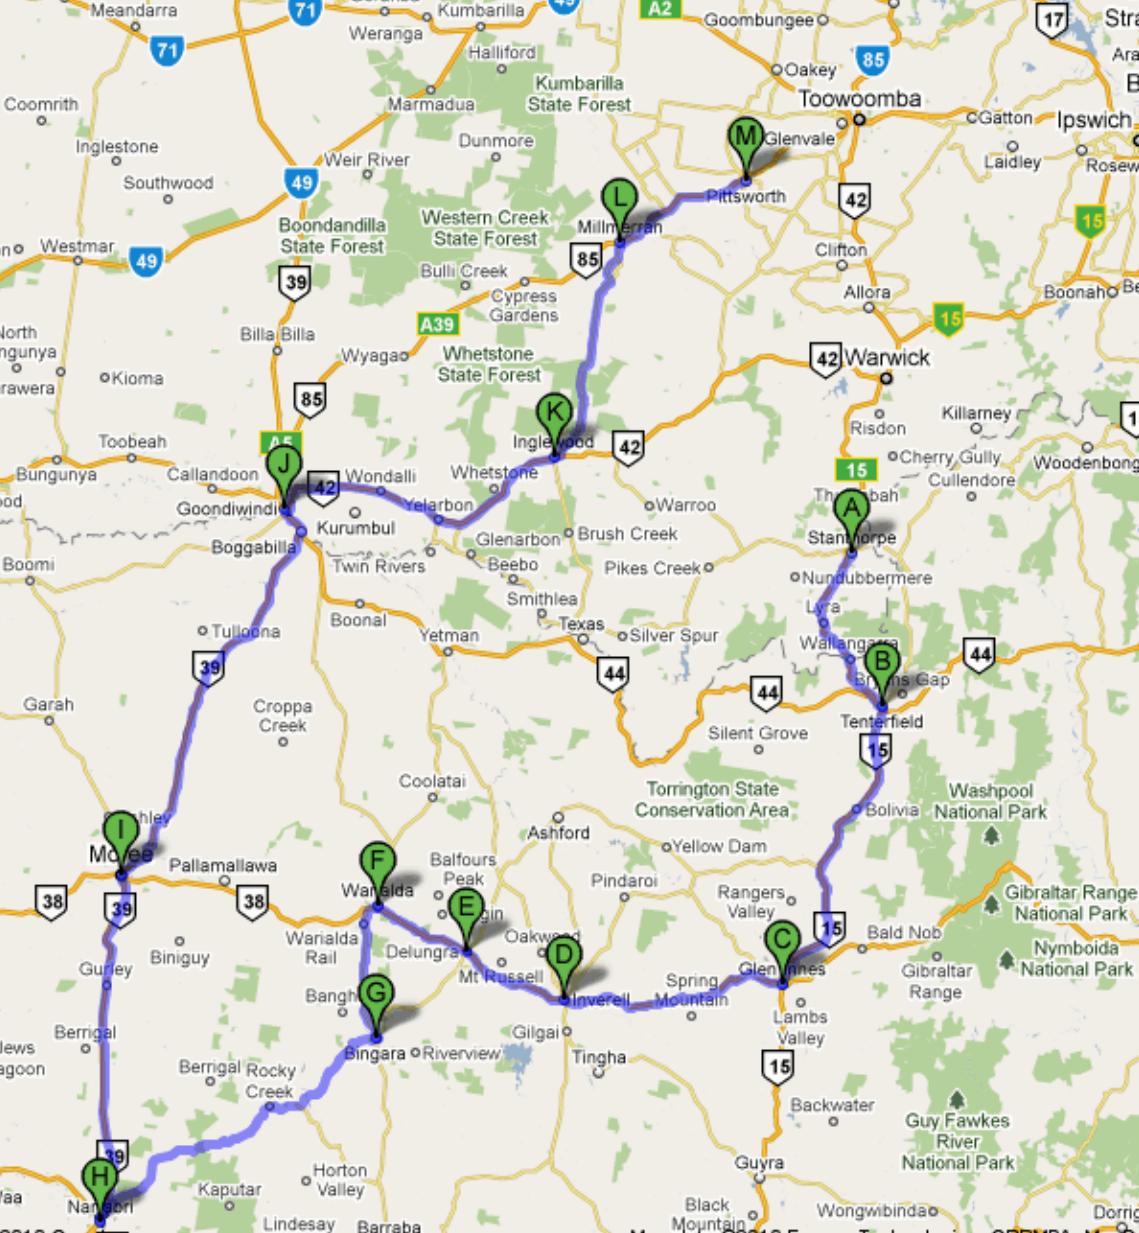 71
49
A2
Meandarra
Kumbarilla
Goombungee
17
Weranga
71
Halliford
85
Oakey
Kumbarilla
State Forest
Toowoomba
Coomrith
Marmadua
Gatton
Ipswich
Glenvale
M
Inglestone
Dunmore
Weir River
Laidley
Rosew
Southwood
49
Pittsworth
42
L
Boondandilla
State Forest
Western Creek
State Forest
15
Westmar
49
85
Clifton
Bulli Creek
39
Cypress
Gardens
Allora
Boonah
Be
A39
15
Billa Billa
Wyaga
Whetstone
State Forest
42
Warwick
Kioma
85
K
Killarney
Risdon
Toobeah
A5
42
Cherry Gully
Woodenbong
Bungunya
Callandoon
J
Wondalli
Whetstone
15
Cullendore
42
Goondiwindi
Yelarbon
Warroo
A
Kurumbul
Boggabilla
Glenarbon
Brush Creek
Boomi
Twin Rivers
Beebo
Pikes Creek
Nundubbermere
Smithlea
Lyra
Boonal
Texas
Tulloona
Yetman
Silver Spur
Wallangarra
44
B
39
44
44
Garah
Croppa
Creek
Tenterfield
Silent Grove
15
Coolatai
Torrington State
Conservation Area
Washpool
National Park
Bolivia
I
Ashford
Yellow Dam
Pallamallawa
F
Balfours
Peak
Pindaroi
Rangers
Valley
Gibraltar Range
National Park
38
39
38
E
15
Warialda
Rail
Delungra
D
C
Bald Nob
Nymboida
National Park
Biniguy
Mt Russell
Gibraltar
Range
Gurley
G
Inverell
Spring
Mountain
Lambs
Valley
Berrigal
Gilgai
Bingara
Riverview
Tingha
15
Berrigal
Rocky
Creek
Backwater
Guy Fawkes
River
National Park
39
H
Guyra
Horton
Valley
Kaputar
Black
Mountain
Wongwibinda
Lindesay
Barraba
Dorrig